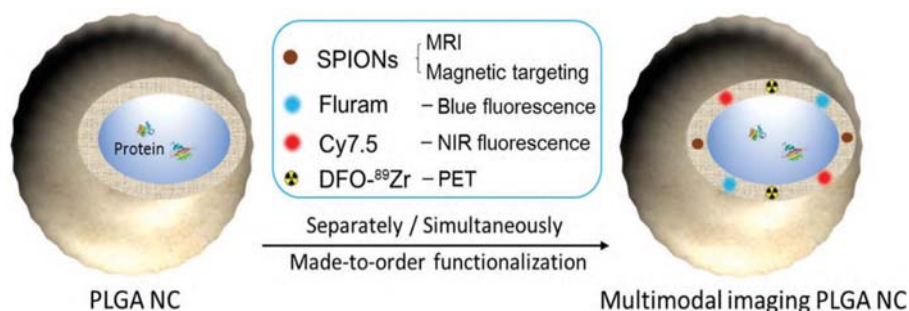 SPIONs
MRI
Magnetic targeting
Fluram – Blue fluorescence
Cy7.5 – NIR fluorescence
DFO-⁸⁹Zr – PET
Protein
Separately / Simultaneously
Made-to-order functionalization
PLGA NC
Multimodal imaging PLGA NC